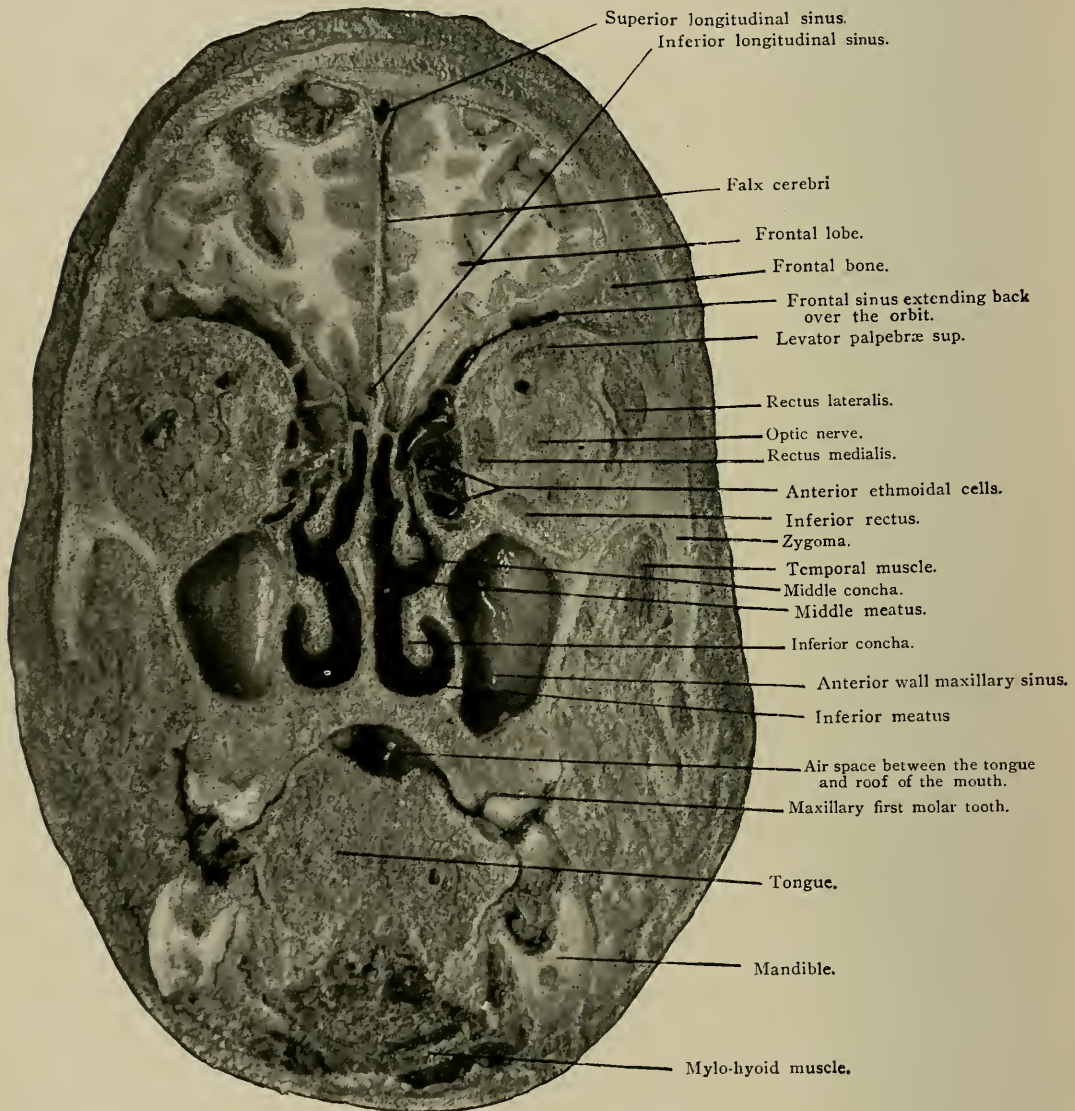 Superior longitudinal sinus.
Inferior longitudinal sinus.
Falx cerebri
Frontal lobe.
Frontal bone.
Frontal sinus extending back
over the orbit.
Levator palpebræ sup.
Rectus lateralis.
Optic nerve.
Rectus medialis.
Anterior ethmoidal cells.
Inferior rectus.
Zygoma.
Temporal muscle.
Middle concha.
Middle meatus.
Inferior concha.
Anterior wall maxillary sinus.
Inferior meatus
Air space between the tongue
and roof of the mouth.
Maxillary first molar tooth.
Tongue.
Mandible.
Mylo-hyoid muscle.